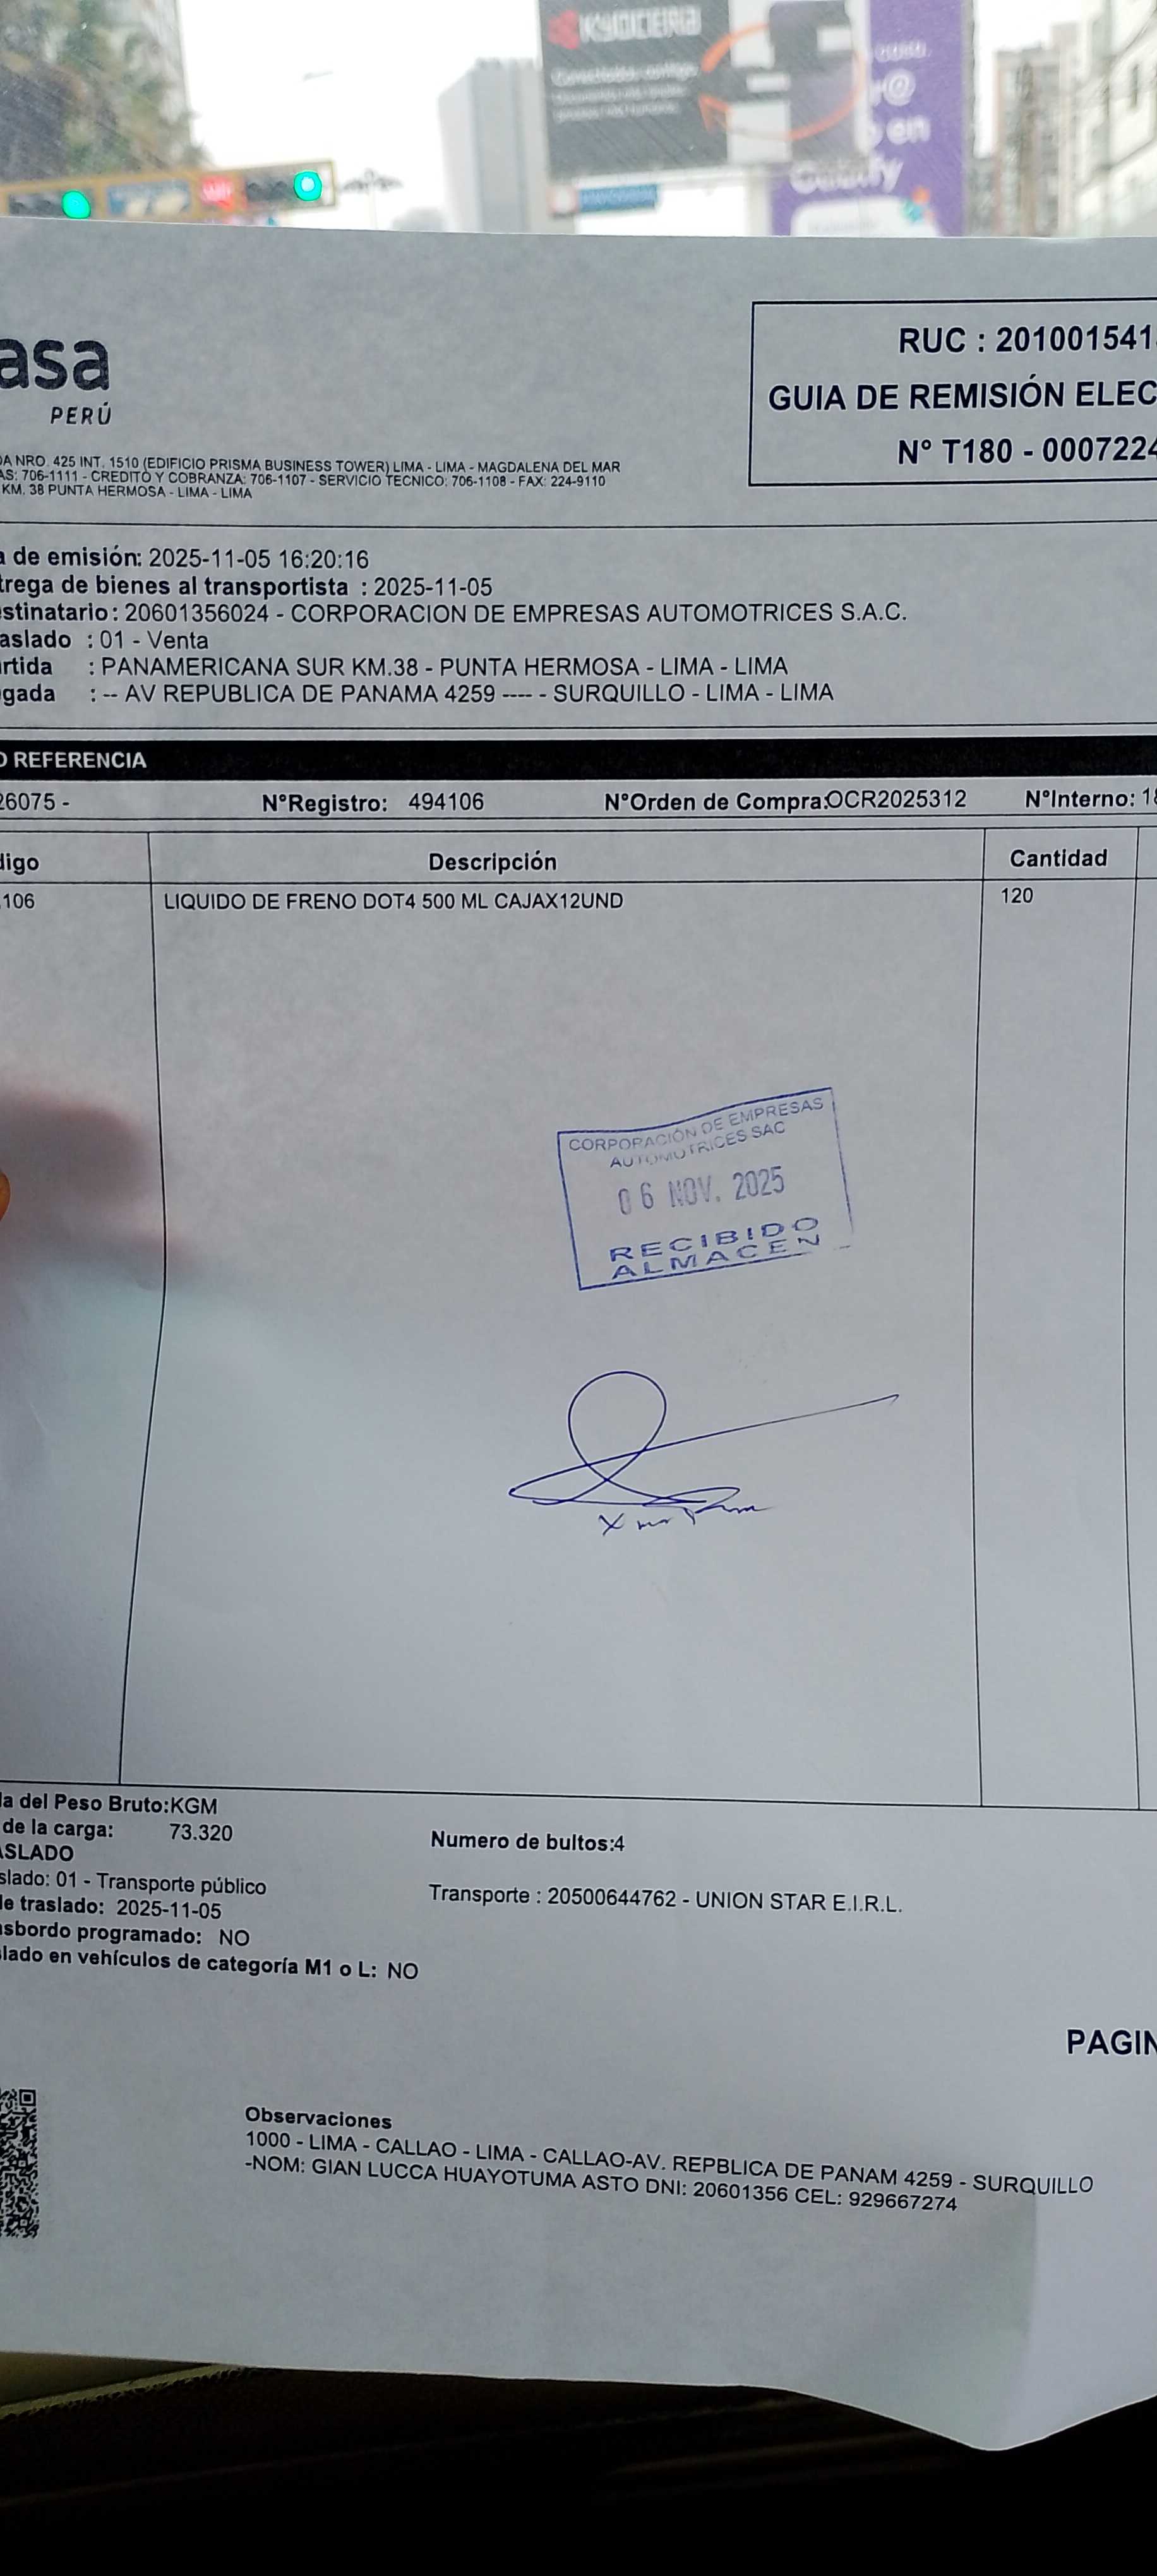 KYOCERA
casa.
y@
o en
asa
PERÚ
RUC : 201001541
GUIA DE REMISIÓN ELEC
N° T180 - 0007224
DA NRO. 425 INT. 1510 (EDIFICIO PRISMA BUSINESS TOWER) LIMA - LIMA - MAGDALENA DEL MAR
AS: 706-1111 - CREDITO Y COBRANZA: 706-1107 - SERVICIO TECNICO: 706-1108 - FAX: 224-9110
KM. 38 PUNTA HERMOSA - LIMA - LIMA
a de emisión: 2025-11-05 16:20:16
trega de bienes al transportista : 2025-11-05
estinatario : 20601356024 - CORPORACION DE EMPRESAS AUTOMOTRICES S.A.C.
aslado : 01 - Venta
artida : PANAMERICANA SUR KM.38 - PUNTA HERMOSA - LIMA - LIMA
egada : -- AV REPUBLICA DE PANAMA 4259 ---- - SURQUILLO - LIMA - LIMA
O REFERENCIA
26075 - N°Registro: 494106 N°Orden de Compra:OCR2025312 N°Interno: 18
digo Descripción Cantidad
106 LIQUIDO DE FRENO DOT4 500 ML CAJAX12UND 120
CORPORACIÓN DE EMPRESAS
AUTOMOTRICES SAC
06 NOV. 2025
RECIBIDO
ALMACEN
da del Peso Bruto:KGM
de la carga: 73.320 Numero de bultos:4
ASLADO
slado: 01 - Transporte público Transporte : 20500644762 - UNION STAR E.I.R.L.
de traslado: 2025-11-05
nsbordo programado: NO
slado en vehículos de categoría M1 o L: NO
PAGIN
Observaciones
1000 - LIMA - CALLAO - LIMA - CALLAO-AV. REPBLICA DE PANAM 4259 - SURQUILLO
-NOM: GIAN LUCCA HUAYOTUMA ASTO DNI: 20601356 CEL: 929667274